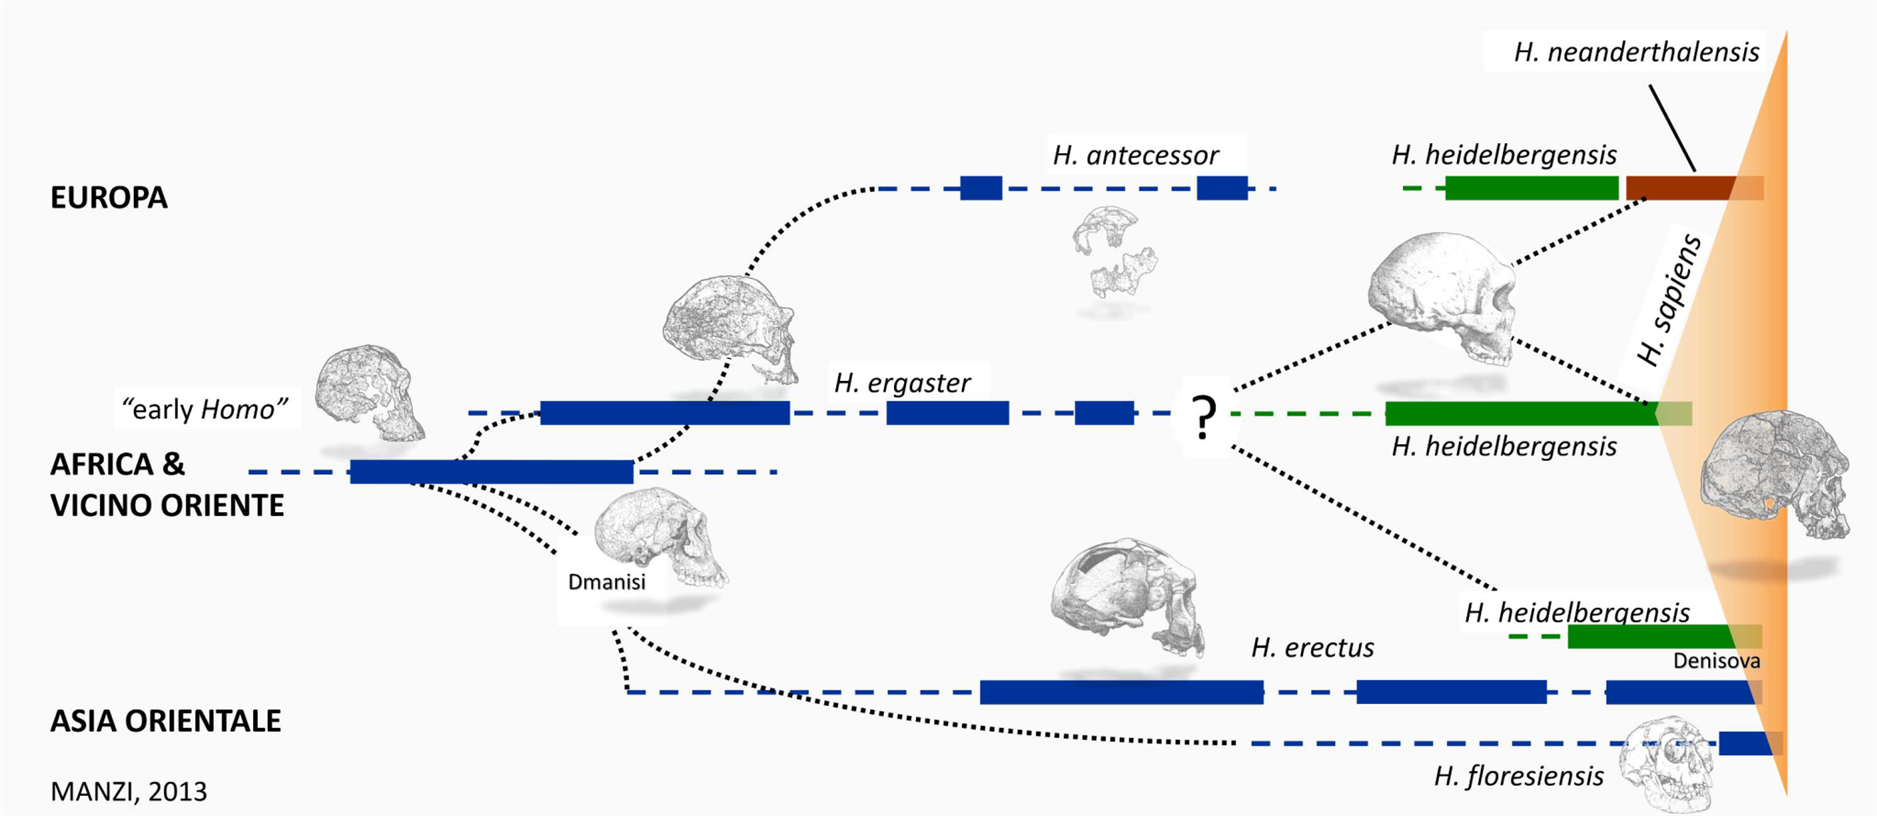 H. neanderthalensis
H. antecessor
H. heidelbergensis
EUROPA
H. sapiens
H. ergaster
"early Homo"
?
H. heidelbergensis
AFRICA &
VICINO ORIENTE
Dmanisi
H. heidelbergensis
H. erectus
Denisova
ASIA ORIENTALE
H. floresiensis
MANZI, 2013